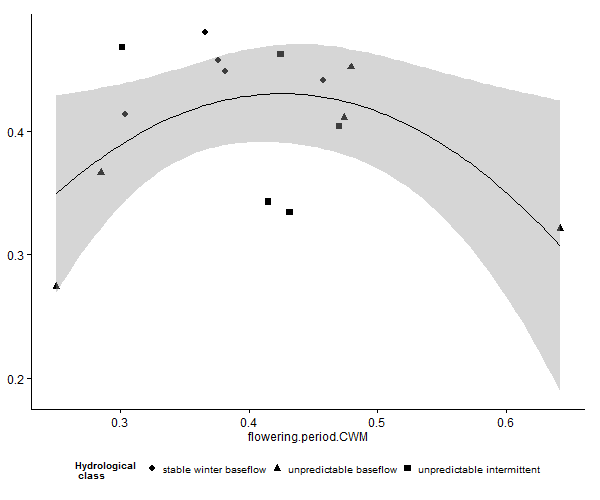 0.4
0.3
0.2
0.3 0.4 0.5 0.6
flowering.period.CWM
Hydrological
class
stable winter baseflow unpredictable baseflow unpredictable intermittent